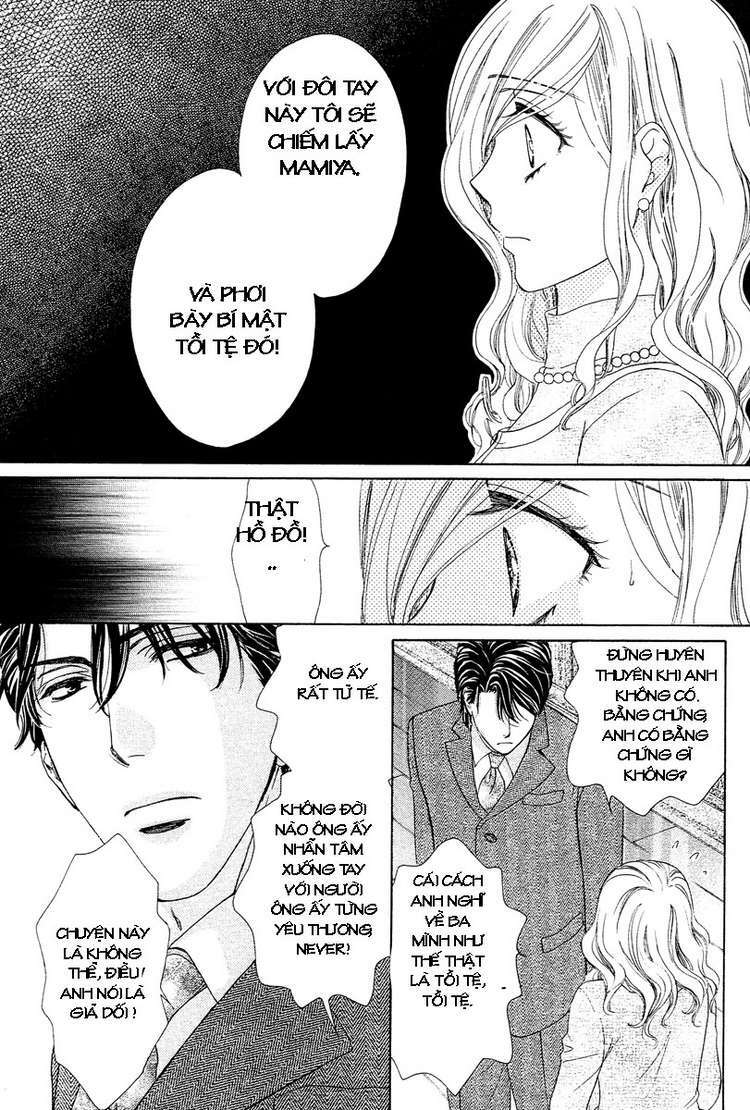 VỚI ĐÔI TAY
NÀY TÔI SẼ
CHIẾM LẤY
MAMIYA.
VÀ PHƠI
BÀY BÍ MẬT
TỒI TỆ ĐÓ!
THẬT
HỒ ĐỒ!
..
ĐỪNG HUYÊN
THUYÊN KHI ANH
KHÔNG CÓ.
BẰNG CHỨNG,
ANH CÓ BẰNG
CHỨNG GÌ
KHÔNG?
CÁI CÁCH
ANH NGHĨ
VỀ BA
MÌNH NHƯ
THẾ THẬT
LÀ TỒI TỆ,
TỒI TỆ.
ÔNG ẤY
RẤT TỬ TẾ.
KHÔNG ĐỜI
NÀO ÔNG ẤY
NHẪN TÂM
XUỐNG TAY
VỚI NGƯỜI
ÔNG ẤY TỪNG
YÊU THƯƠNG,
NEVER!
CHUYỆN NÀY
LÀ KHÔNG
THỂ, ĐIỀU
ANH NÓI LÀ
GIẢ DỐI!